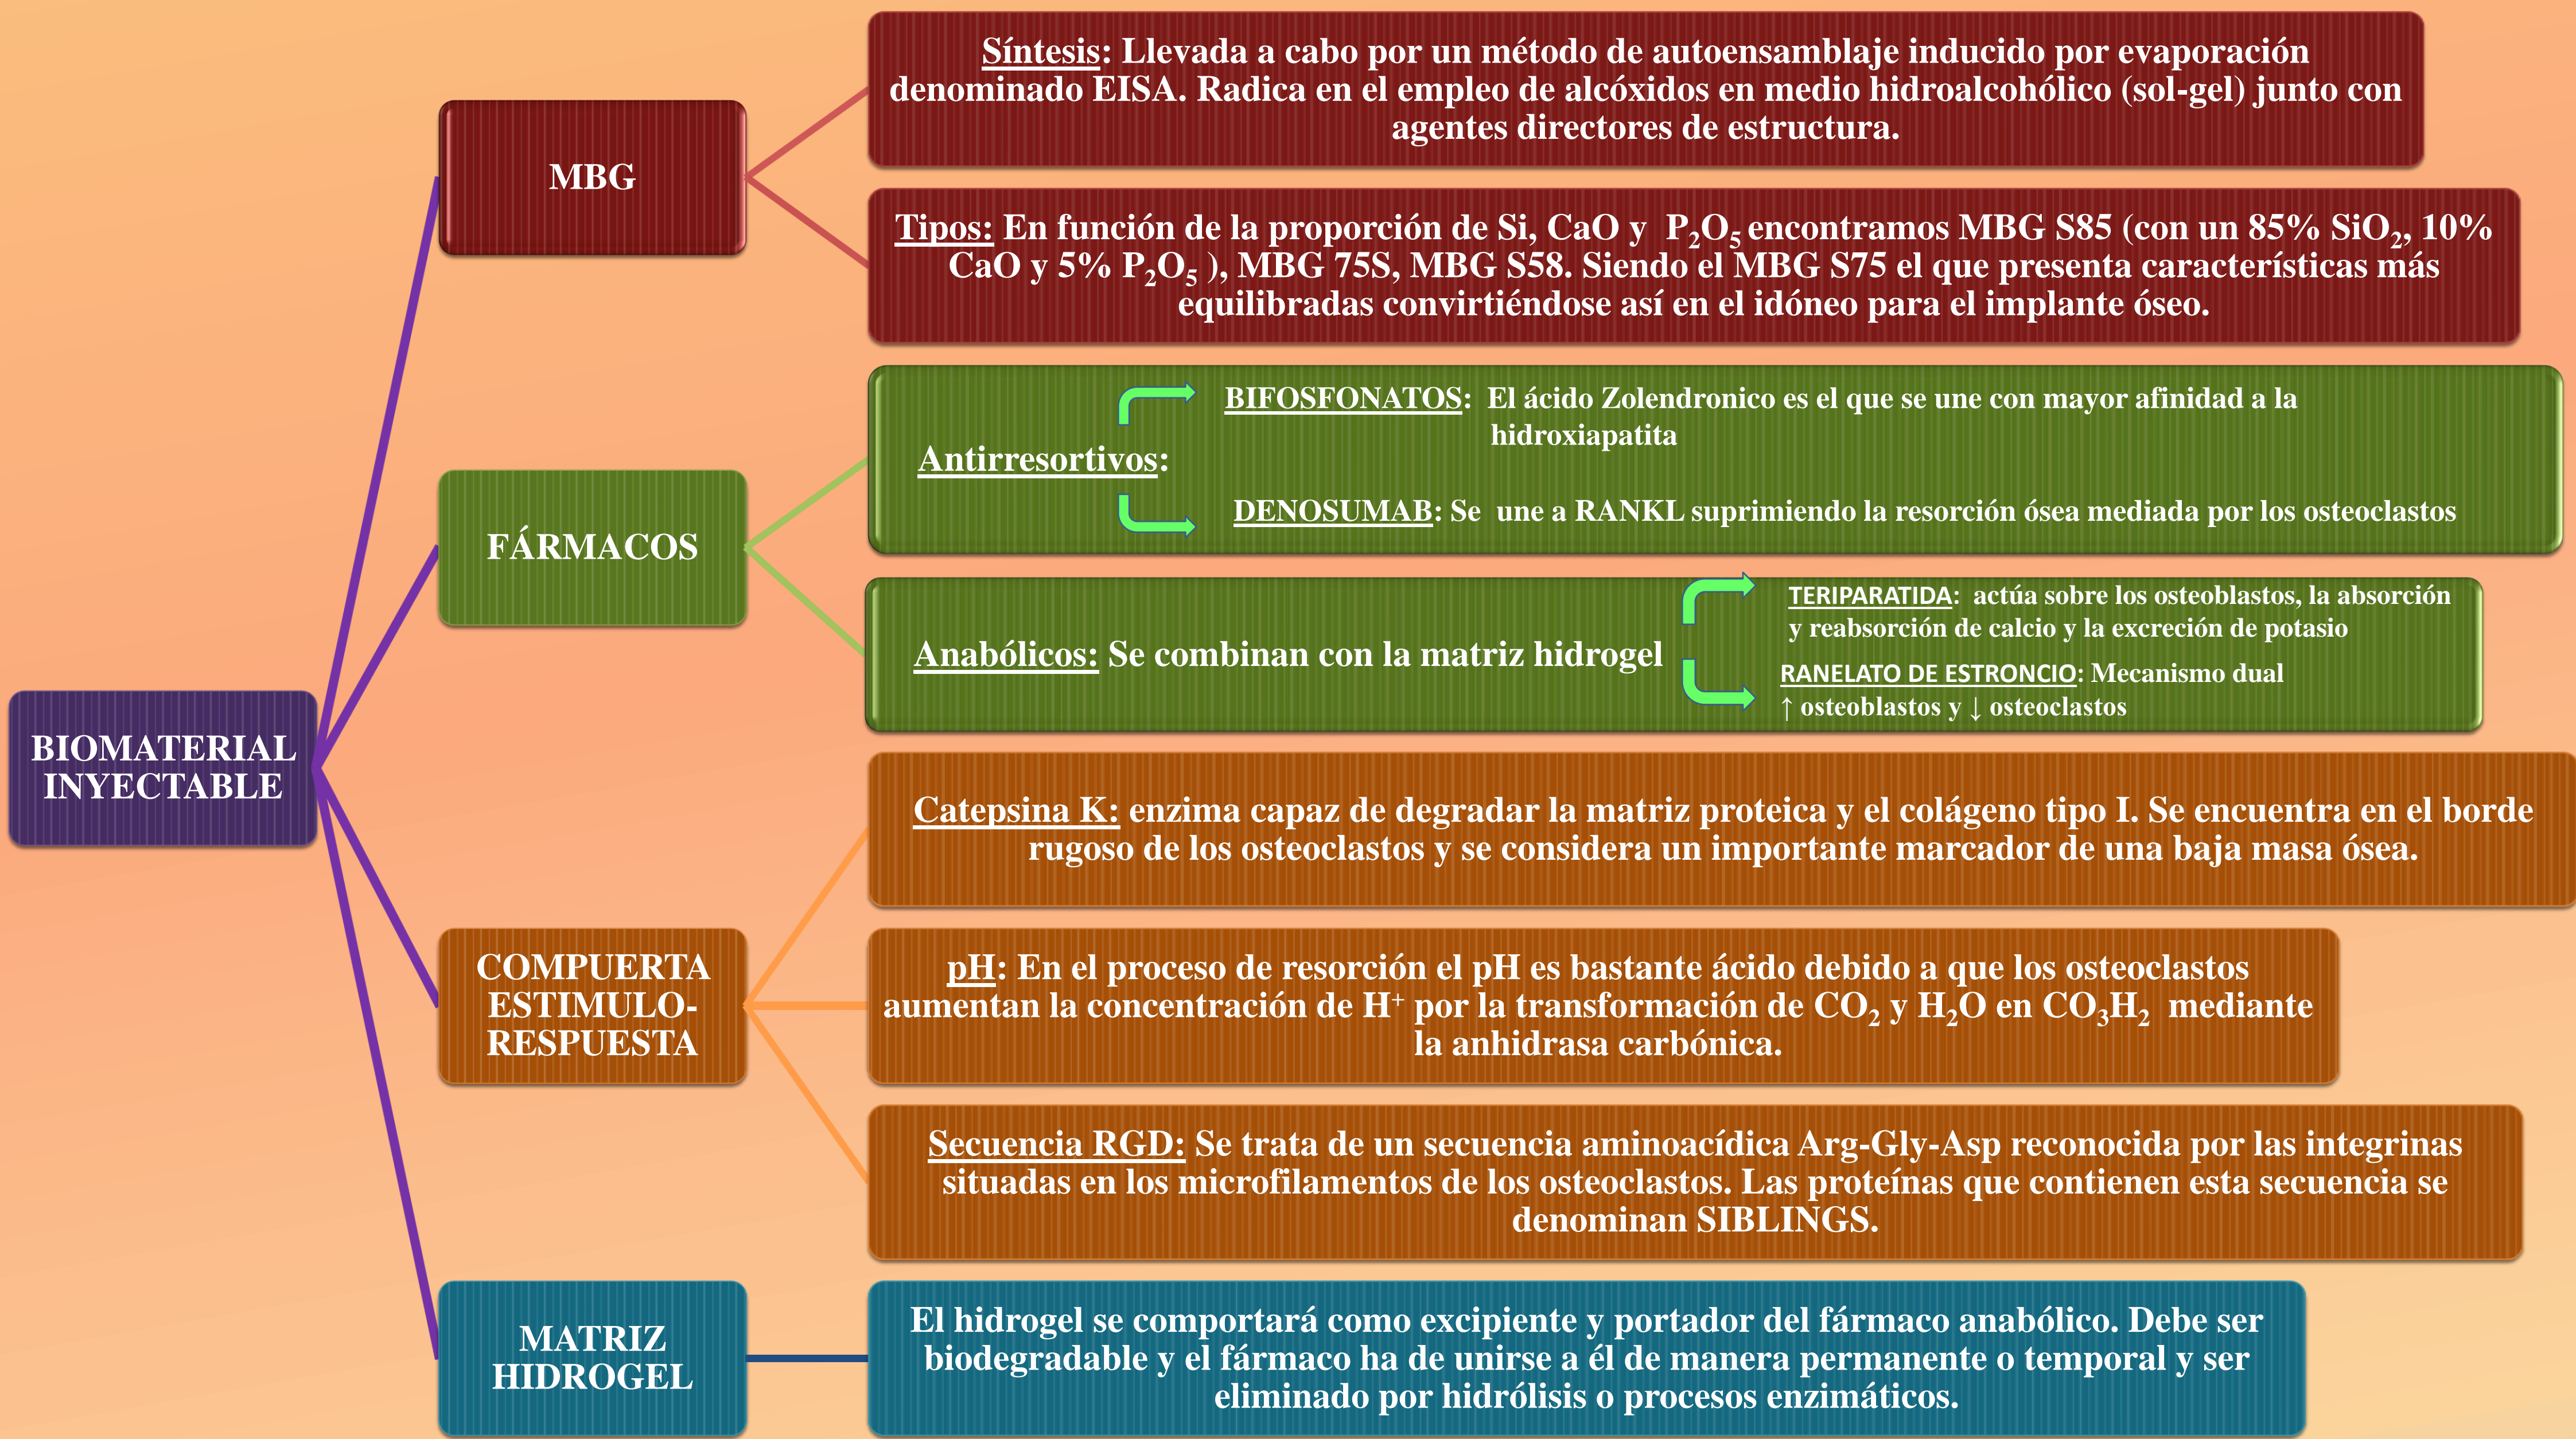 Síntesis: Llevada a cabo por un método de autoensamblaje inducido por evaporación
denominado EISA. Radica en el empleo de alcóxidos en medio hidroalcohólico (sol-gel) junto con
agentes directores de estructura.
MBG
Tipos: En función de la proporción de Si, CaO y P₂O₅ encontramos MBG S85 (con un 85% SiO₂, 10%
CaO y 5% P₂O₅ ), MBG 75S, MBG S58. Siendo el MBG S75 el que presenta características más
equilibradas convirtiéndose así en el idóneo para el implante óseo.
BIFOSFONATOS: El ácido Zolendronico es el que se une con mayor afinidad a la
hidroxiapatita
Antirresortivos:
DENOSUMAB: Se une a RANKL suprimiendo la resorción ósea mediada por los osteoclastos
FÁRMACOS
TERIPARATIDA: actúa sobre los osteoblastos, la absorción
y reabsorción de calcio y la excreción de potasio
Anabólicos: Se combinan con la matriz hidrogel
RANELATO DE ESTRONCIO: Mecanismo dual
↑ osteoblastos y ↓ osteoclastos
BIOMATERIAL
INYECTABLE
Catepsina K: enzima capaz de degradar la matriz proteica y el colágeno tipo I. Se encuentra en el borde
rugoso de los osteoclastos y se considera un importante marcador de una baja masa ósea.
COMPUERTA
ESTIMULO-
RESPUESTA
pH: En el proceso de resorción el pH es bastante ácido debido a que los osteoclastos
aumentan la concentración de H⁺ por la transformación de CO₂ y H₂O en CO₃H₂ mediante
la anhidrasa carbónica.
Secuencia RGD: Se trata de un secuencia aminoacídica Arg-Gly-Asp reconocida por las integrinas
situadas en los microfilamentos de los osteoclastos. Las proteínas que contienen esta secuencia se
denominan SIBLINGS.
MATRIZ
HIDROGEL
El hidrogel se comportará como excipiente y portador del fármaco anabólico. Debe ser
biodegradable y el fármaco ha de unirse a él de manera permanente o temporal y ser
eliminado por hidrólisis o procesos enzimáticos.